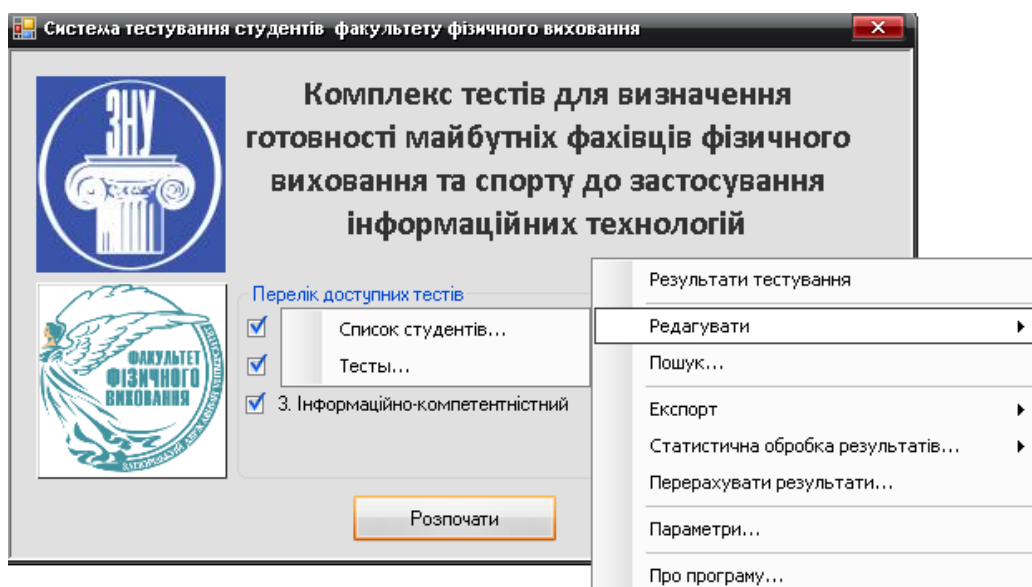 Система тестування студентів факультету фізичного виховання
ЗНУ
Комплекс тестів для визначення
готовності майбутніх фахівців фізичного
виховання та спорту до застосування
інформаційних технологій
Перелік доступних тестів
Список студентів...
Тесты...
3. Інформаційно-компетентністний
Розпочати
ФАКУЛЬТЕТ
ФІЗИЧНОГО
ВИХОВАННЯ
Результати тестування
Редагувати
Пошук...
Експорт
Статистична обробка результатів...
Перерахувати результати...
Параметри...
Про програму...